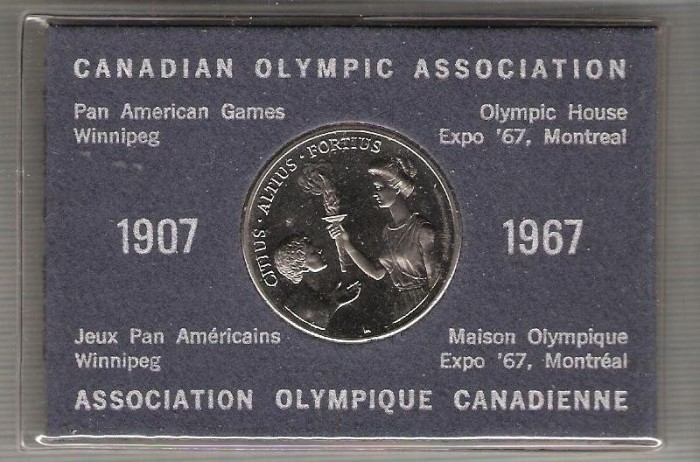 CANADIAN OLYMPIC ASSOCIATION
Pan American Games
Winnipeg
Olympic House
Expo '67, Montreal
CITIUS · ALTIUS · FORTIUS
1907
1967
Jeux Pan Américains
Winnipeg
Maison Olympique
Expo '67, Montréal
ASSOCIATION OLYMPIQUE CANADIENNE